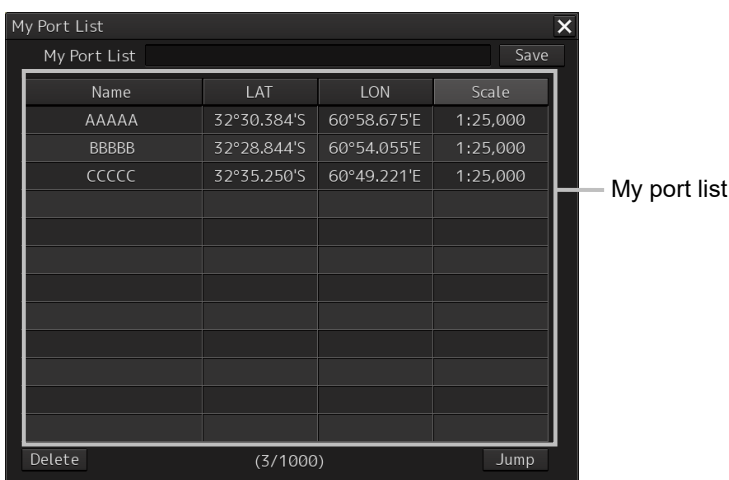 My Port List
My Port List Save
Name LAT LON Scale
AAAAA 32°30.384'S 60°58.675'E 1:25,000
BBBBB 32°28.844'S 60°54.055'E 1:25,000
CCCCC 32°35.250'S 60°49.221'E 1:25,000
My port list
Delete (3/1000) Jump